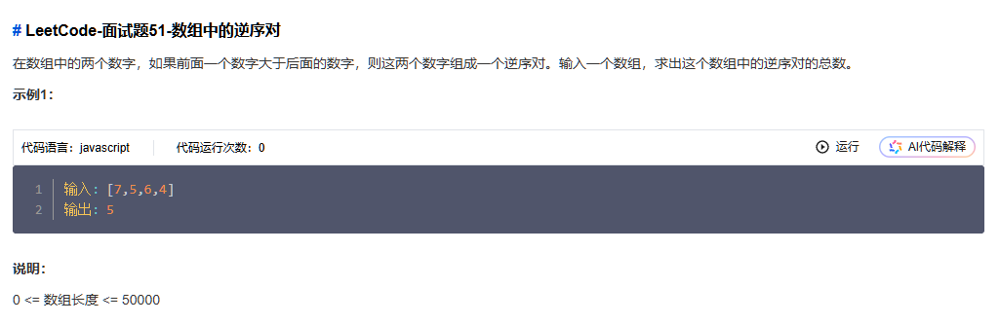 # LeetCode-面试题51-数组中的逆序对
在数组中的两个数字，如果前面一个数字大于后面的数字，则这两个数字组成一个逆序对。输入一个数组，求出这个数组中的逆序对的总数。
示例1：
代码语言：javascript 代码运行次数：0 运行 AI代码解释
1 输入: [7,5,6,4]
2 输出: 5
说明：
0 <= 数组长度 <= 50000